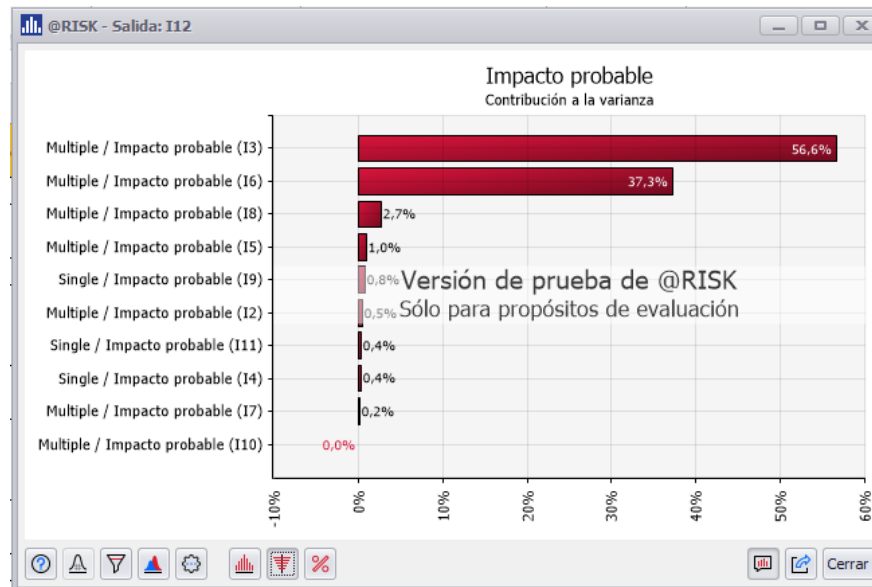 @RISK - Salida: I12
Impacto probable
Contribución a la varianza
Multiple / Impacto probable (I3)
56,6%
Multiple / Impacto probable (I6)
37,3%
Multiple / Impacto probable (I8)
2,7%
Multiple / Impacto probable (I5)
1,0%
Single / Impacto probable (I9)
0,8%
Versión de prueba de @RISK
Multiple / Impacto probable (I2)
0,5%
Sólo para propósitos de evaluación
Single / Impacto probable (I11)
0,4%
Single / Impacto probable (I4)
0,4%
Multiple / Impacto probable (I7)
0,2%
Multiple / Impacto probable (I10)
0,0%
-10%
0%
10%
20%
30%
40%
50%
60%
Cerrar